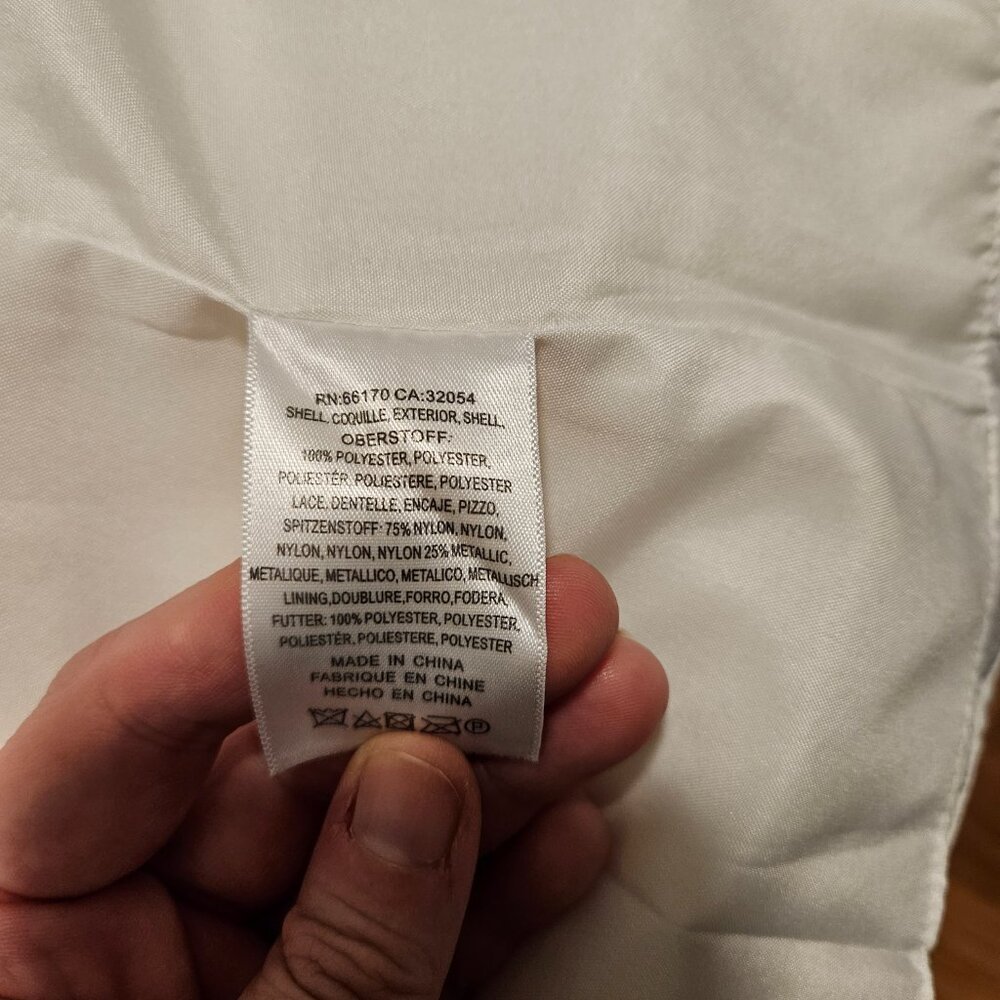 RN:66170 CA:32054
SHELL, COQUILLE, EXTERIOR, SHELL,
OBERSTOFF:
100% POLYESTER, POLYESTER,
POLIESTÉR, POLIESTERE, POLYESTER
LACE, DENTELLE, ENCAJE, PIZZO,
SPITZENSTOFF: 75% NYLON, NYLON,
NYLON, NYLON, NYLON 25% METALLIC,
METALIQUE, METALLICO, METALICO, METALLISCH
LINING,DOUBLURE,FORRO,FODERA,
FUTTER: 100% POLYESTER, POLYESTER,
POLIESTÉR, POLIESTERE, POLYESTER
MADE IN CHINA
FABRIQUE EN CHINE
HECHO EN CHINA
P